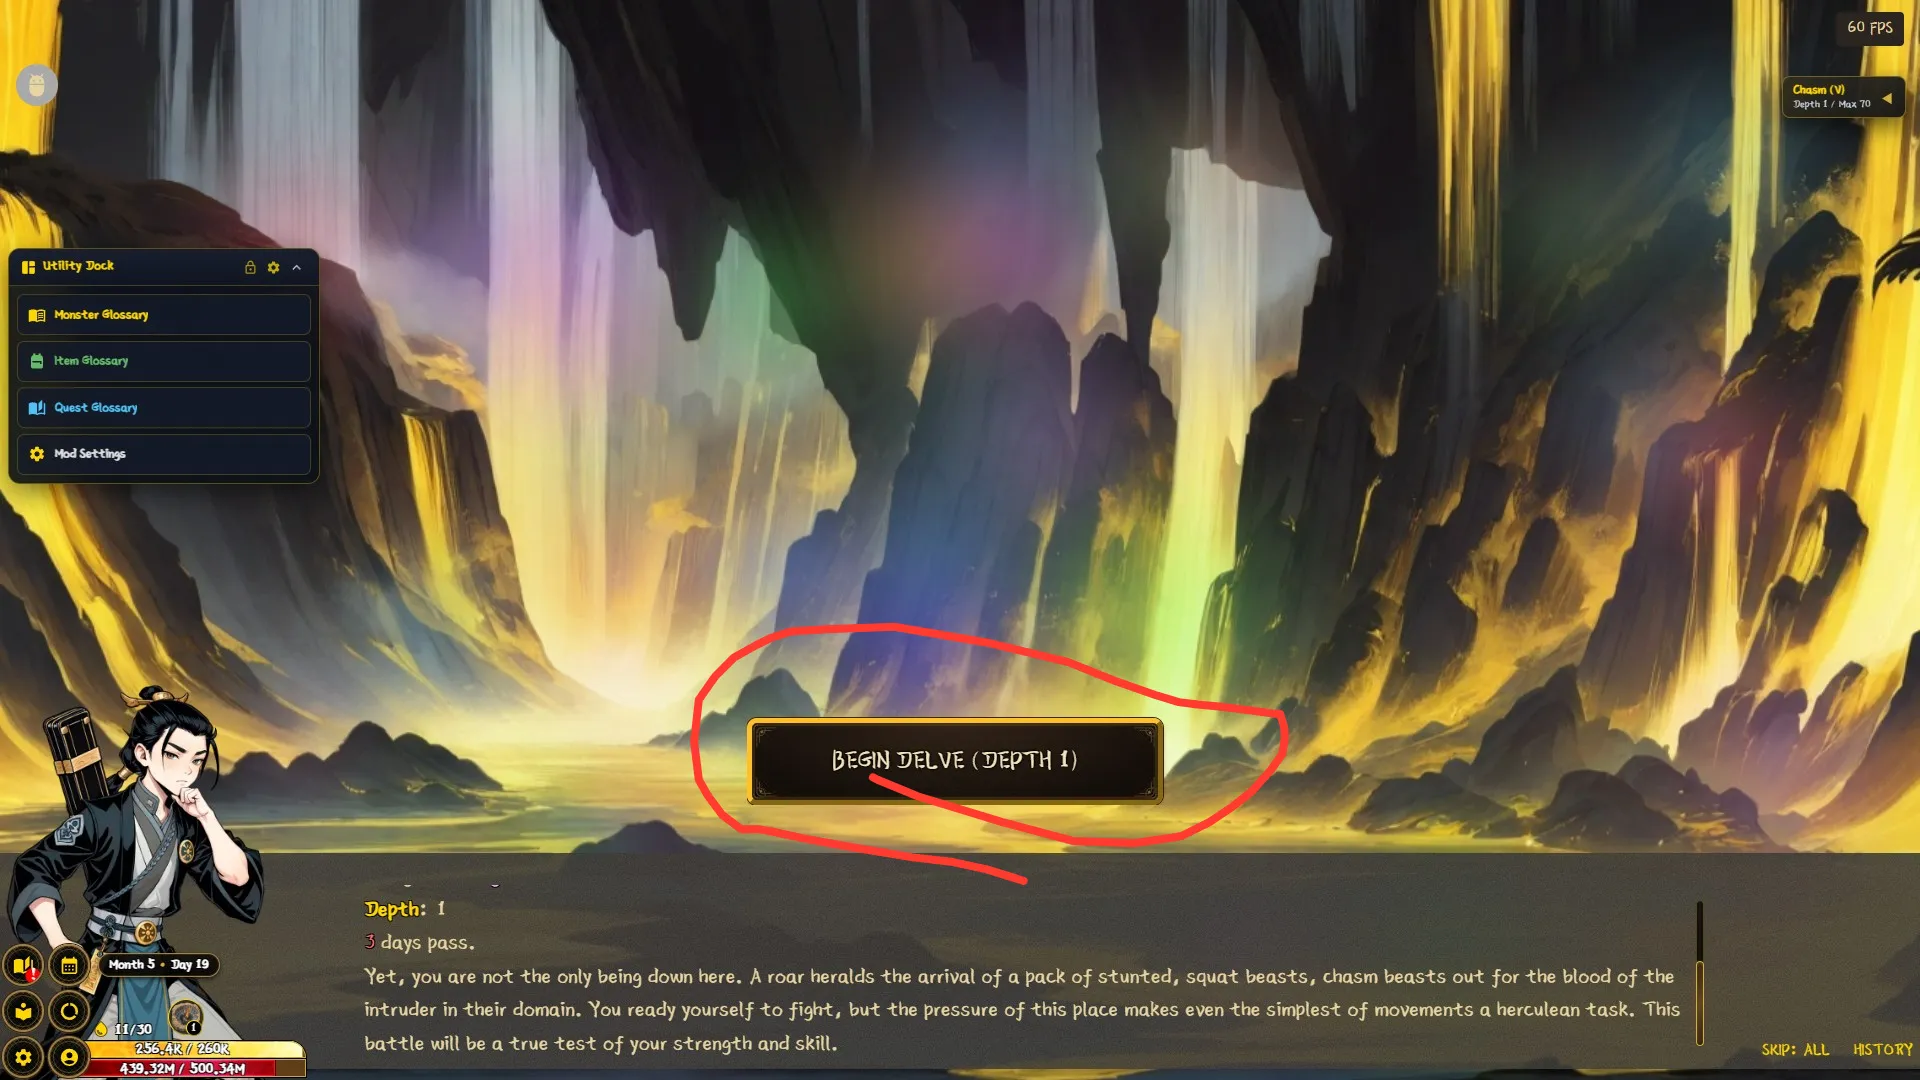 60 FPS
Chasm (V)
Depth 1 / Max 70
Utility Dock
Monster Glossary
Item Glossary
Quest Glossary
Mod Settings
BEGIN DELVE (DEPTH 1)
Depth: 1
3 days pass.
Yet, you are not the only being down here. A roar heralds the arrival of a pack of stunted, squat beasts, chasm beasts out for the blood of the
intruder in their domain. You ready yourself to fight, but the pressure of this place makes even the simplest of movements a herculean task. This
battle will be a true test of your strength and skill.
Month 5 • Day 19
11/30
1
256.4K / 260K
439.32M / 500.34M
SKIP: ALL
HISTORY